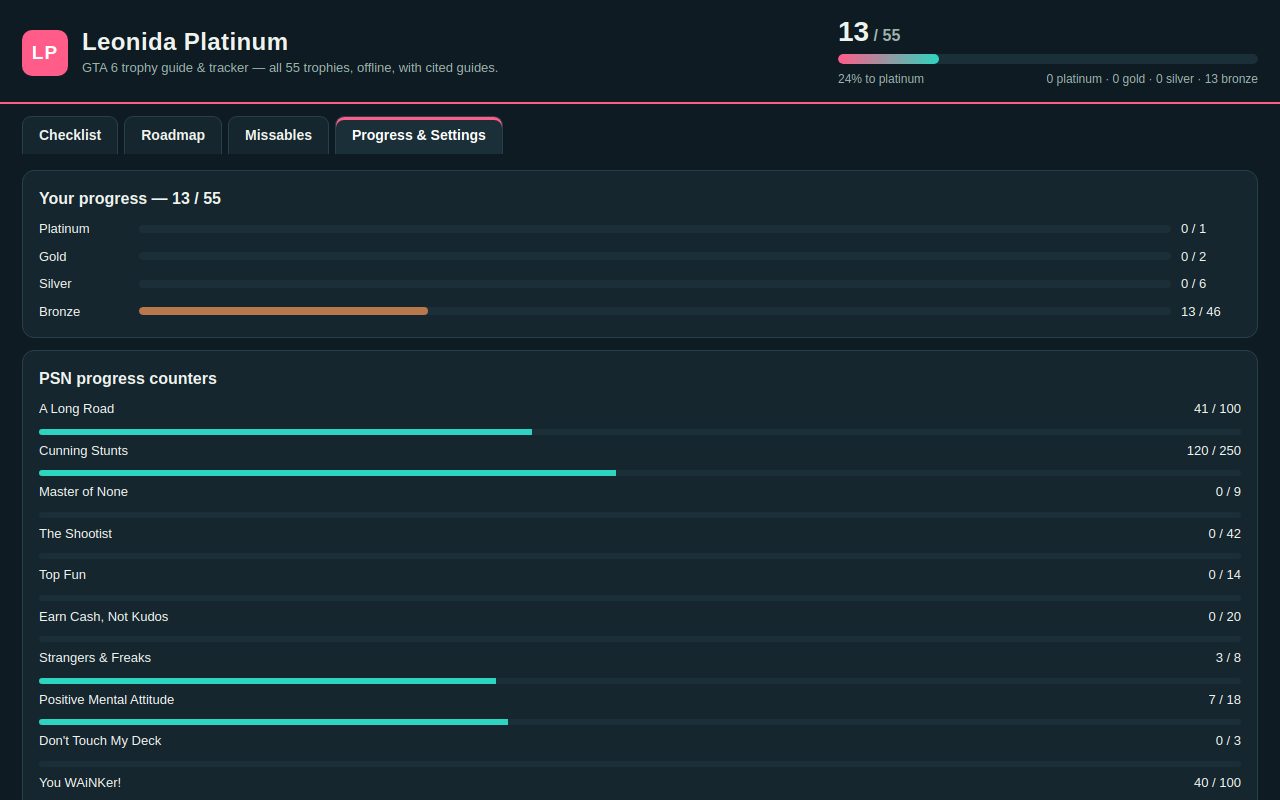 LP
Leonida Platinum
GTA 6 trophy guide & tracker — all 55 trophies, offline, with cited guides.
13 / 55
24% to platinum
0 platinum · 0 gold · 0 silver · 13 bronze
Checklist
Roadmap
Missables
Progress & Settings
Your progress — 13 / 55
Platinum 0 / 1
Gold 0 / 2
Silver 0 / 6
Bronze 13 / 46
PSN progress counters
A Long Road 41 / 100
Cunning Stunts 120 / 250
Master of None 0 / 9
The Shootist 0 / 42
Top Fun 0 / 14
Earn Cash, Not Kudos 0 / 20
Strangers & Freaks 3 / 8
Positive Mental Attitude 7 / 18
Don't Touch My Deck 0 / 3
You WAiNKer! 40 / 100